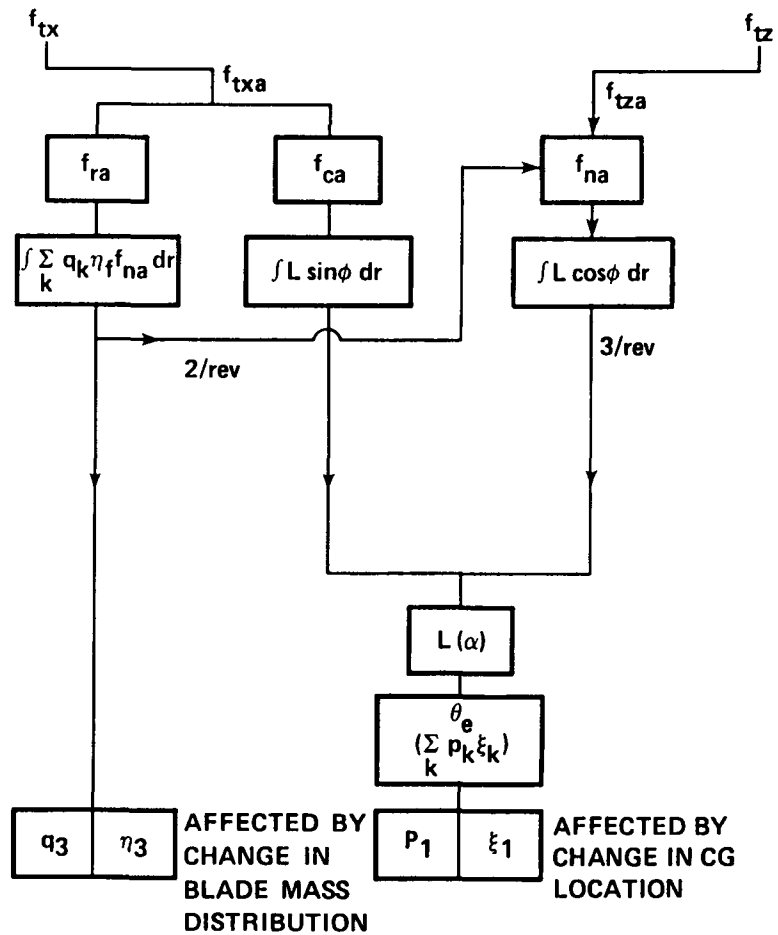 f_tx
f_tz
f_txa
f_tza
f_ra
f_ca
f_na
∫ Σ_k q_k η_f f_na dr
∫ L sinϕ dr
∫ L cosϕ dr
2/rev
3/rev
L (α)
θ_e
(Σ_k p_k ξ_k)
q_3
η_3
AFFECTED BY
CHANGE IN
BLADE MASS
DISTRIBUTION
P_1
ξ_1
AFFECTED BY
CHANGE IN CG
LOCATION